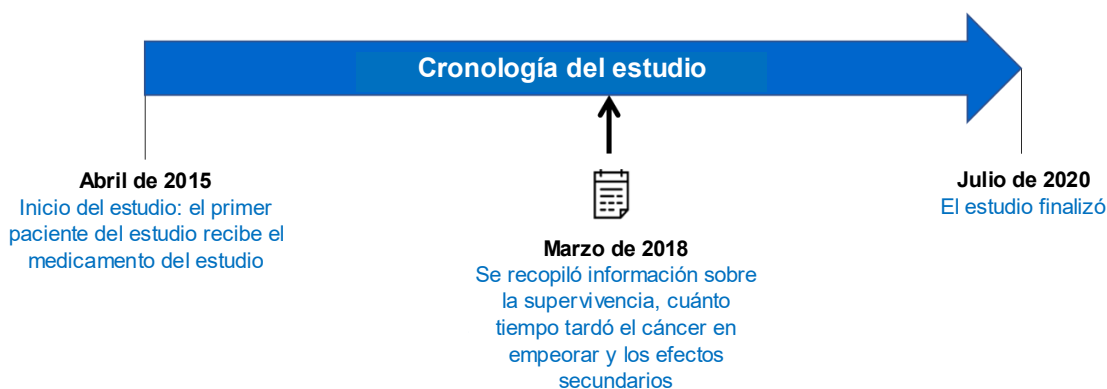 Cronología del estudio
Abril de 2015
Inicio del estudio: el primer
paciente del estudio recibe el
medicamento del estudio
Marzo de 2018
Se recopiló información sobre
la supervivencia, cuánto
tiempo tardó el cáncer en
empeorar y los efectos
secundarios
Julio de 2020
El estudio finalizó